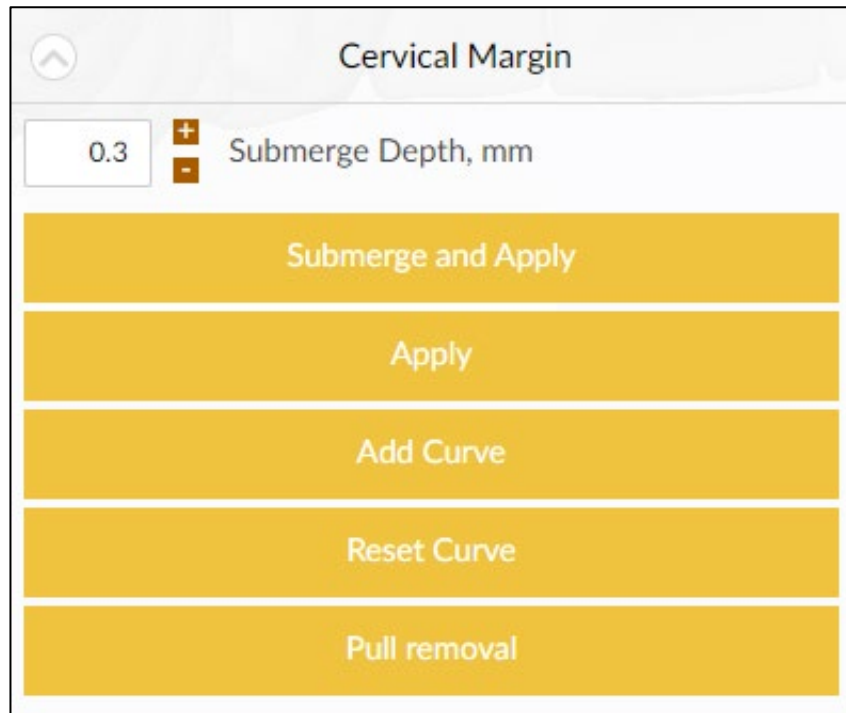 Cervical Margin
0.3 + Submerge Depth, mm
-
Submerge and Apply
Apply
Add Curve
Reset Curve
Pull removal